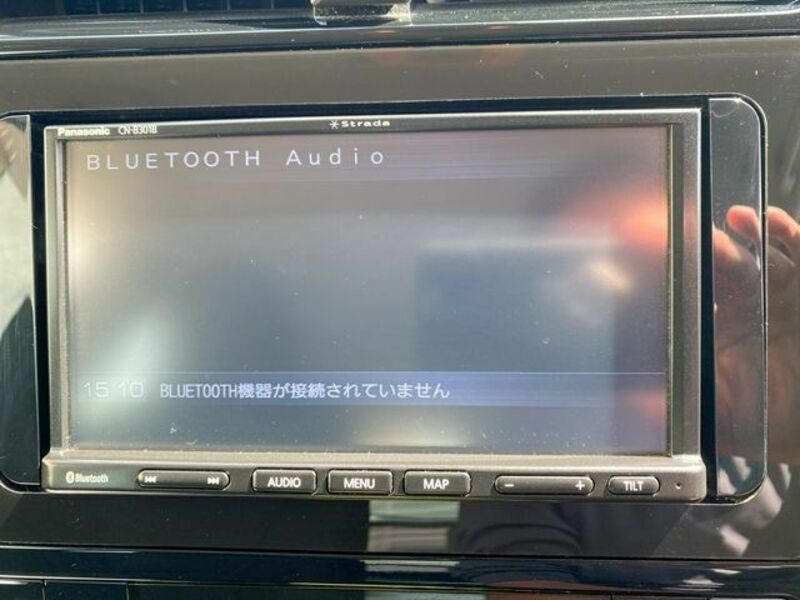 Panasonic CN-B301B
Strada
BLUETOOTH Audio
15:10 BLUETOOTH機器が接続されていません
Bluetooth
AUDIO
MENU
MAP
− +
TILT